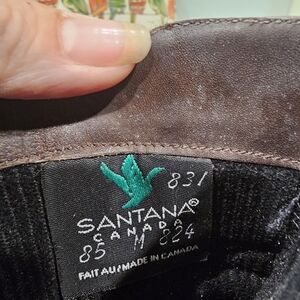 831
SANTANA®
CANADA
85 M 824
FAIT AU/MADE IN CANADA